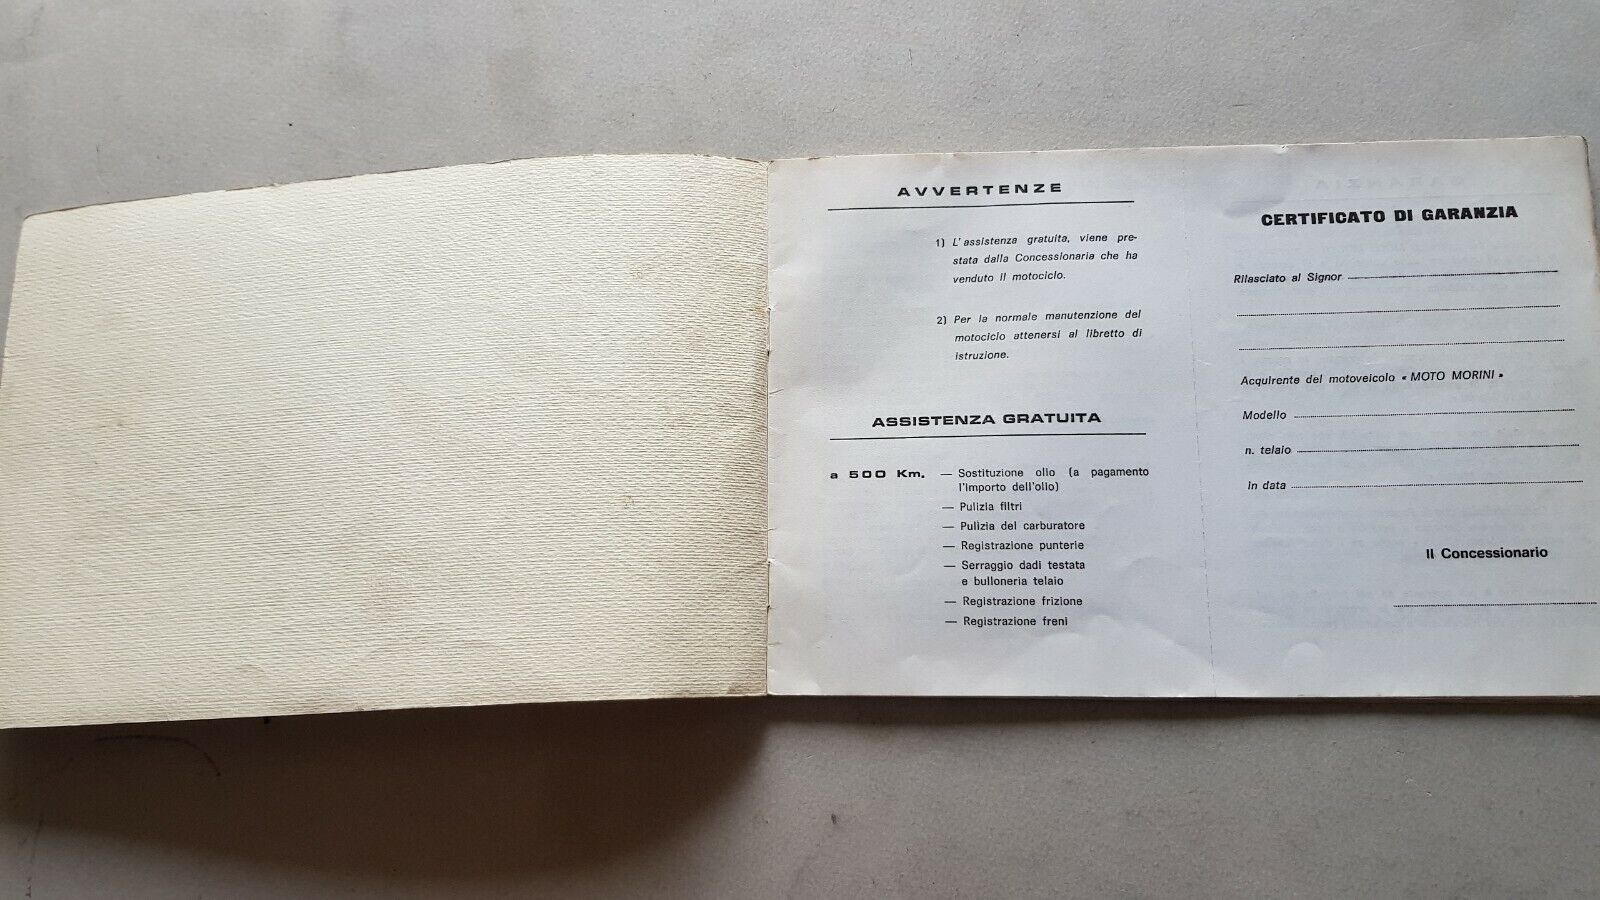 AVVERTENZE
1) L'assistenza gratuita, viene pre-
stata dalla Concessionaria che ha
venduto il motociclo.
2) Per la normale manutenzione del
motociclo attenersi al libretto di
istruzione.
ASSISTENZA GRATUITA
a 500 Km. — Sostituzione olio (a pagamento
l'importo dell'olio)
— Pulizia filtri
— Pulizia del carburatore
— Registrazione punterie
— Serraggio dadi testata
e bulloneria telaio
— Registrazione frizione
— Registrazione freni
CERTIFICATO DI GARANZIA
Rilasciato al Signor
Acquirente del motoveicolo « MOTO MORINI »
Modello
n. telaio
In data
Il Concessionario